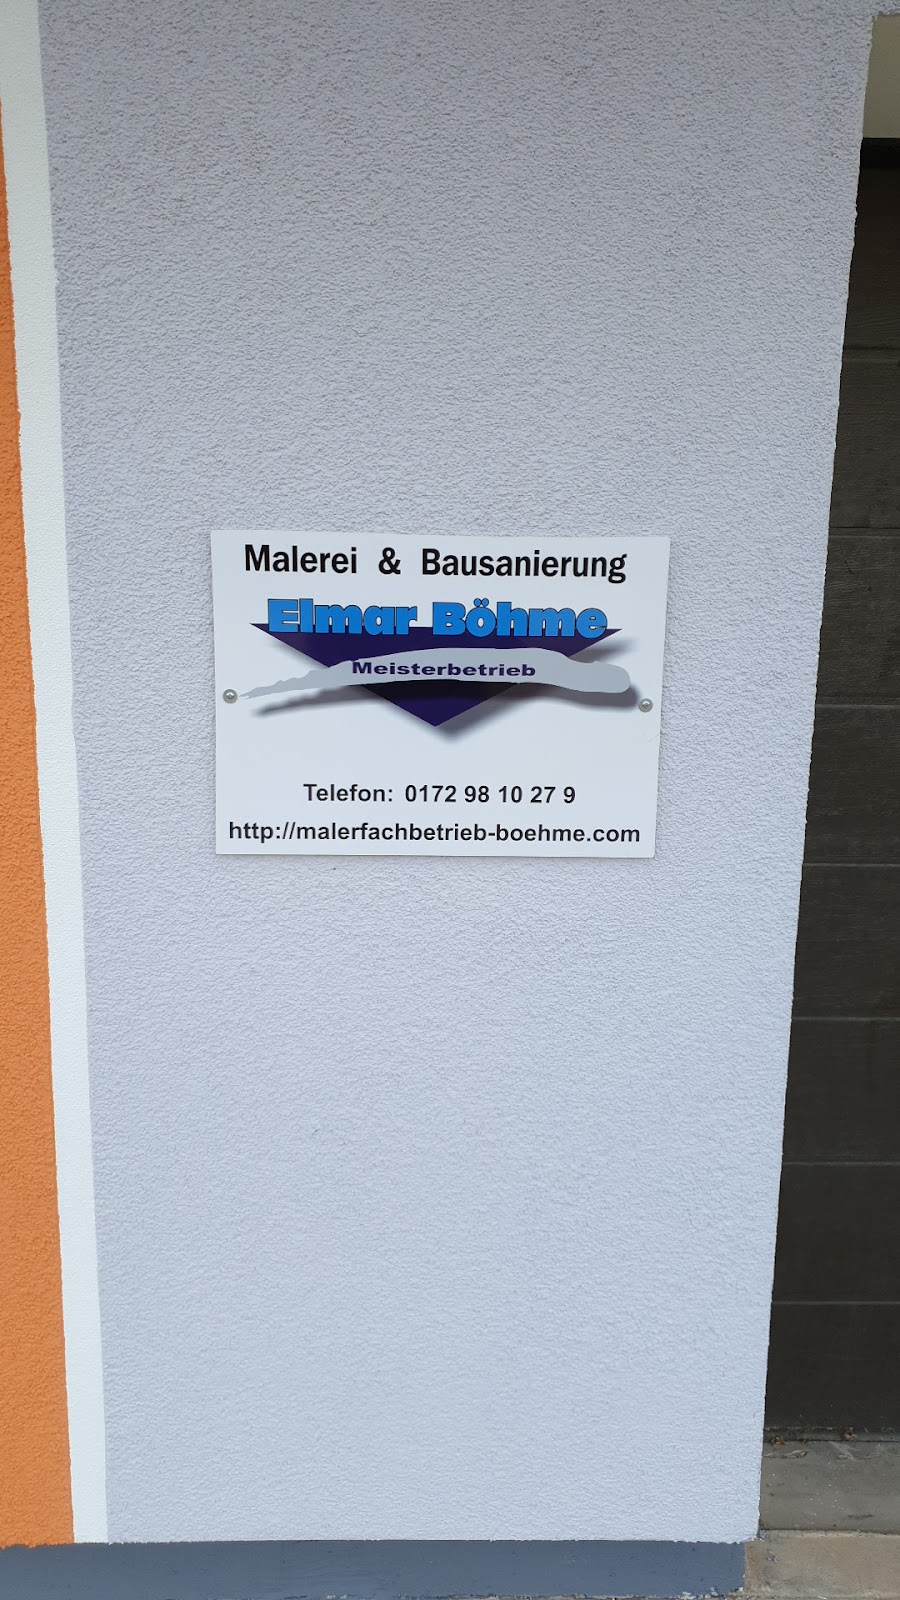 Malerei & Bausanierung
Elmar Böhme
Meisterbetrieb
Telefon: 0172 98 10 27 9
http://malerfachbetrieb-boehme.com